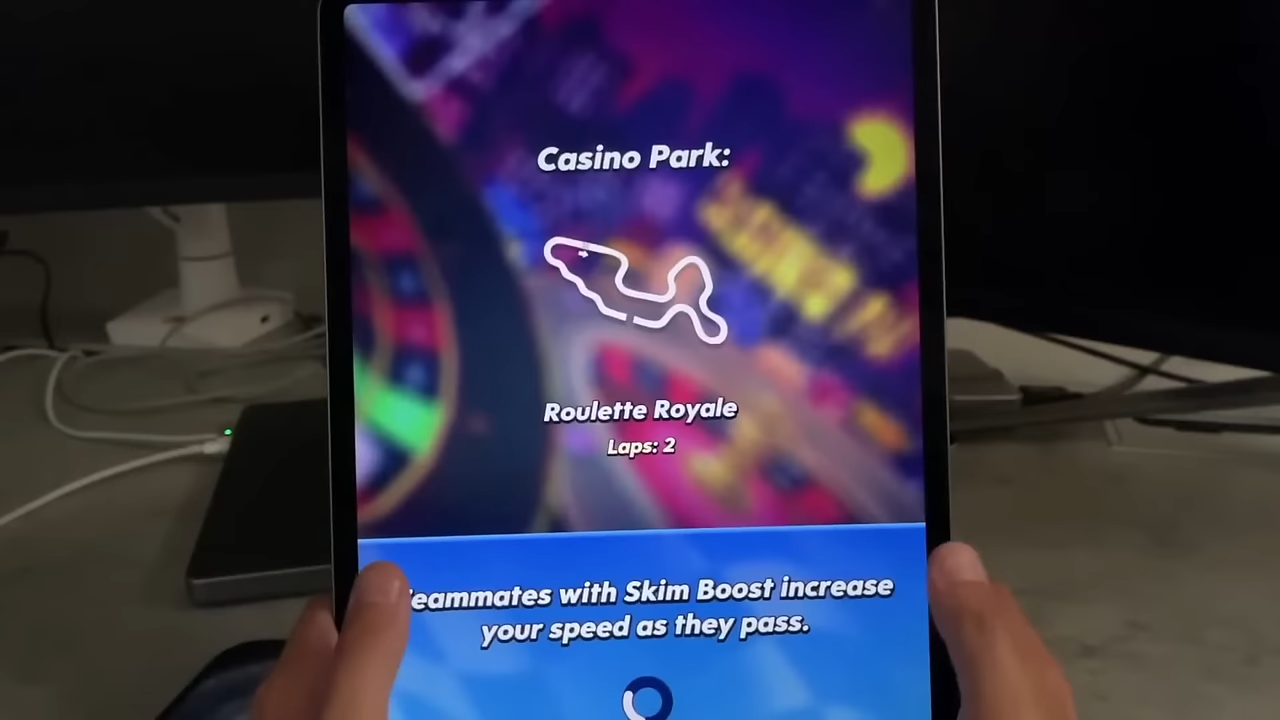 Casino Park:
Roulette Royale
Laps: 2
eammates with Skim Boost increase
your speed as they pass.